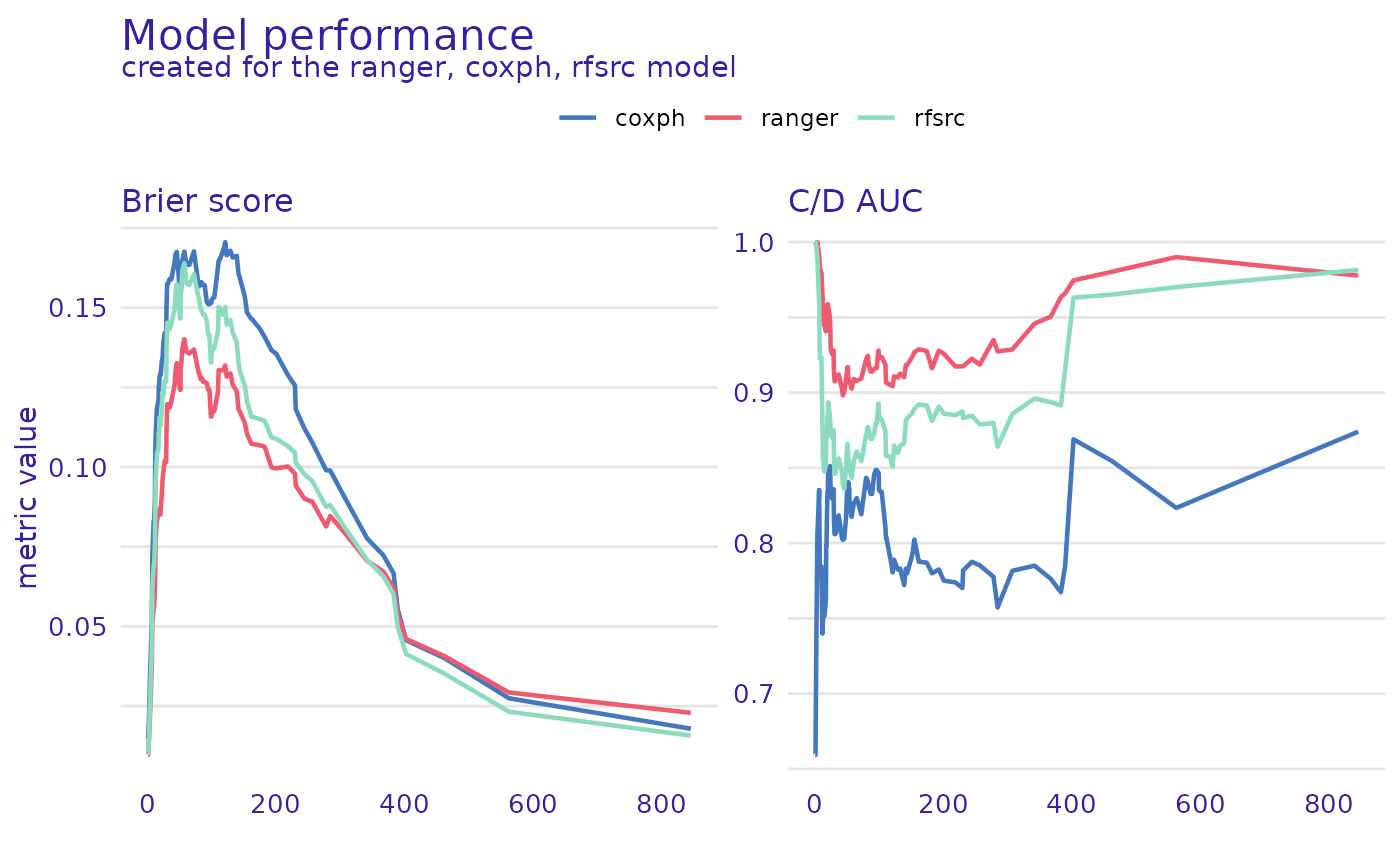 Model performance
created for the ranger, coxph, rfsrc model
coxph ranger rfsrc
Brier score
C/D AUC
metric value
0.15
0.10
0.05
0 200 400 600 800
1.0
0.9
0.8
0.7
0 200 400 600 800